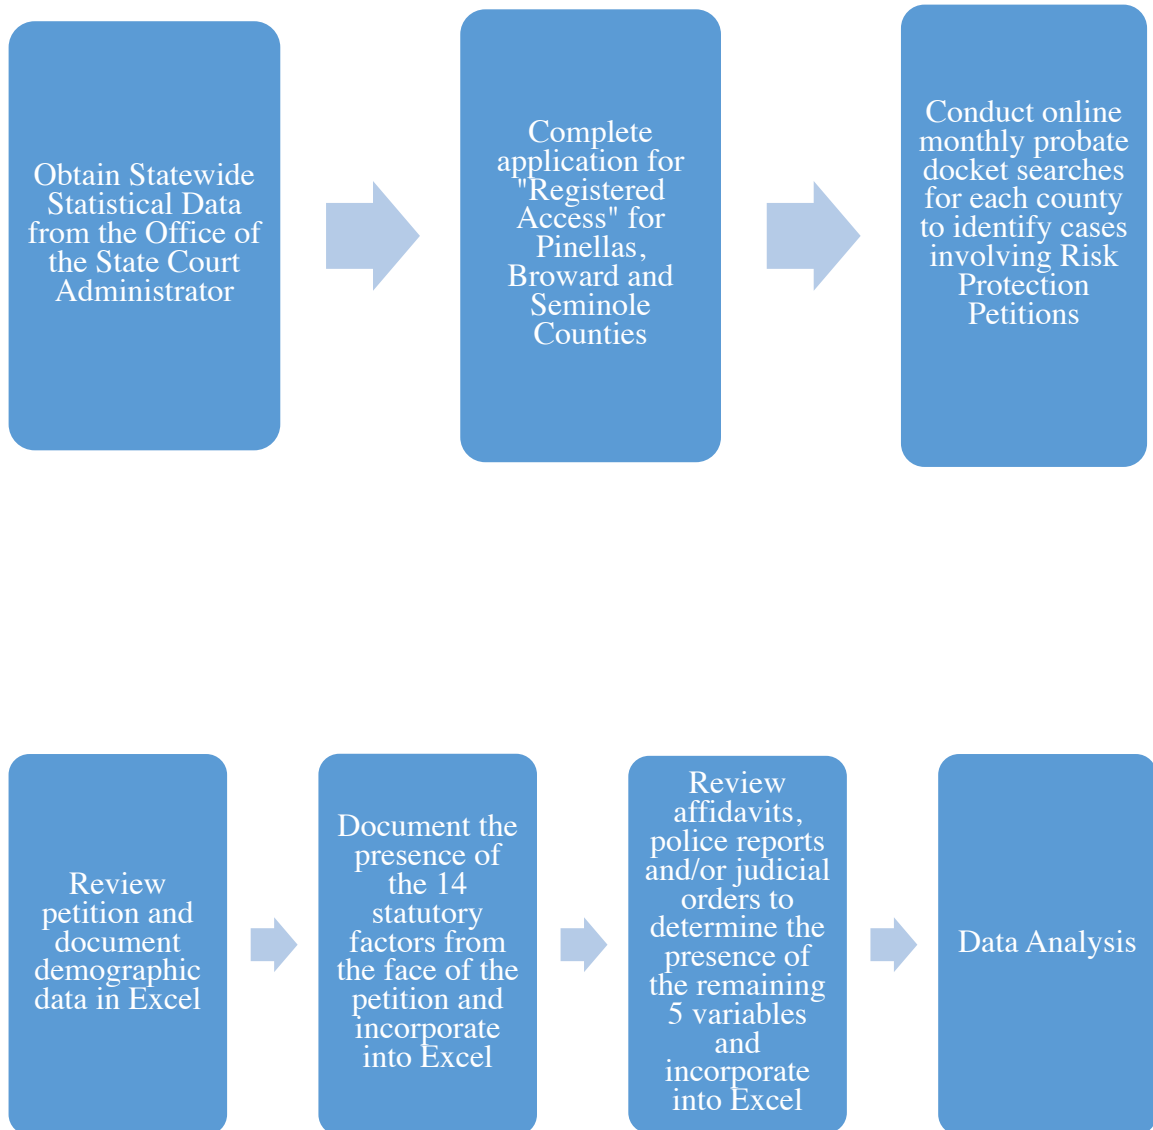 Obtain Statewide
Statistical Data
from the Office of
the State Court
Administrator
Complete
application for
"Registered
Access" for
Pinellas,
Broward and
Seminole
Counties
Conduct online
monthly probate
docket searches
for each county
to identify cases
involving Risk
Protection
Petitions
Review
petition and
document
demographic
data in Excel
Document the
presence of
the 14
statutory
factors from
the face of the
petition and
incorporate
into Excel
Review
affidavits,
police reports
and/or judicial
orders to
determine the
presence of
the remaining
5 variables
and
incorporate
into Excel
Data Analysis